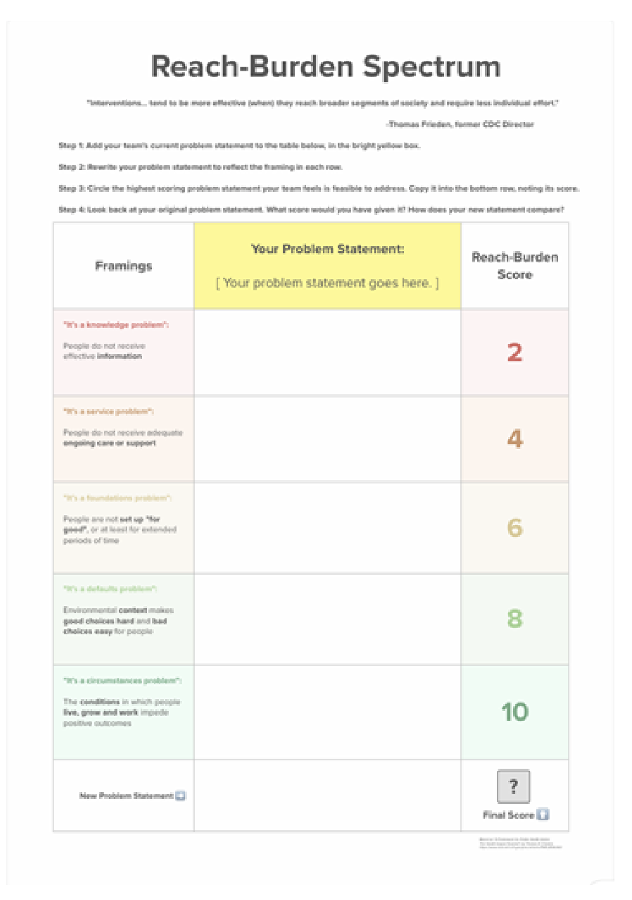 Reach-Burden Spectrum
"Interventions... tend to be more effective (when) they reach broader segments of society and require less individual effort."
-Thomas Frieden, former CDC Director
Step 1: Add your team's current problem statement to the table below, in the bright yellow box.
Step 2: Rewrite your problem statement to reflect the framing in each row.
Step 3: Circle the highest scoring problem statement your team feels is feasible to address. Copy it into the bottom row, noting its score.
Step 4: Look back at your original problem statement. What score would you have given it? How does your new statement compare?
Framings
Your Problem Statement:
[ Your problem statement goes here. ]
Reach-Burden
Score
"It's a knowledge problem":
People do not receive
effective information
2
"It's a service problem":
People do not receive adequate
ongoing care or support
4
"It's a foundations problem":
People are not set up "for
good", or at least for extended
periods of time
6
"It's a defaults problem":
Environmental context makes
good choices hard and bad
choices easy for people
8
"It's a circumstances problem":
The conditions in which people
live, grow and work impede
positive outcomes
10
New Problem Statement
?
Final Score